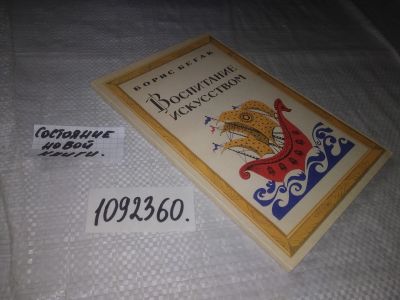 БОРИС БЕГАК
ВОСПИТАНИЕ
ИСКУССТВОМ
СОСТОЯНИЕ
НОВОЙ
КНИГИ.
1092360.